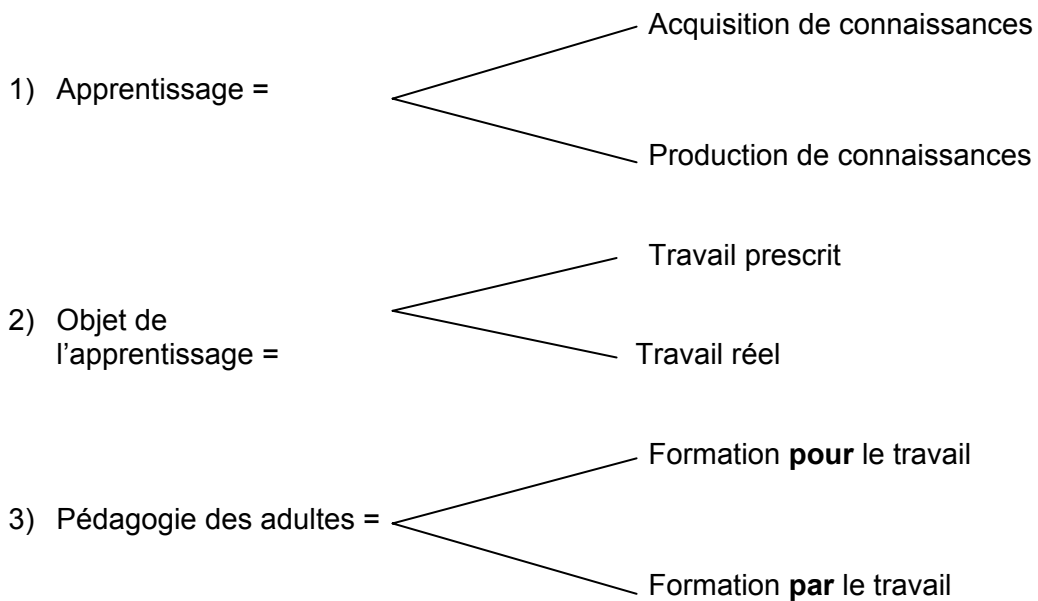 Acquisition de connaissances
1) Apprentissage =
Production de connaissances
Travail prescrit
2) Objet de
l’apprentissage =
Travail réel
Formation pour le travail
3) Pédagogie des adultes =
Formation par le travail